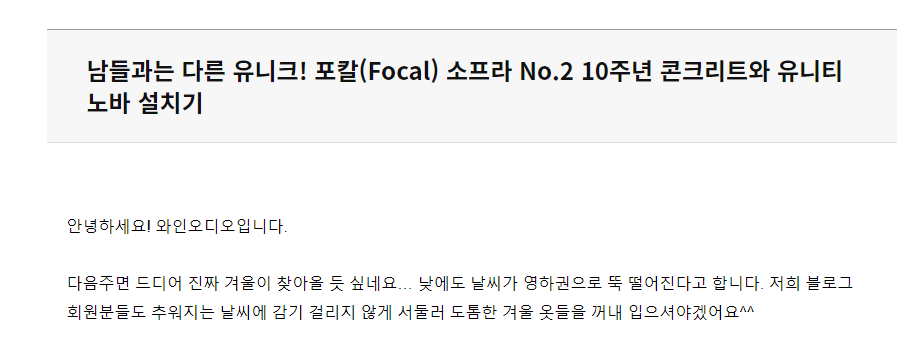 남들과는 다른 유니크! 포칼(Focal) 소프라 No.2 10주년 콘크리트와 유니티
노바 설치기
안녕하세요! 와인오디오입니다.
다음주면 드디어 진짜 겨울이 찾아올 듯 싶네요... 낮에도 날씨가 영하권으로 뚝 떨어진다고 합니다. 저희 블로그
회원분들도 추워지는 날씨에 감기 걸리지 않게 서둘러 도톰한 겨울 옷들을 꺼내 입으셔야겠어요^^